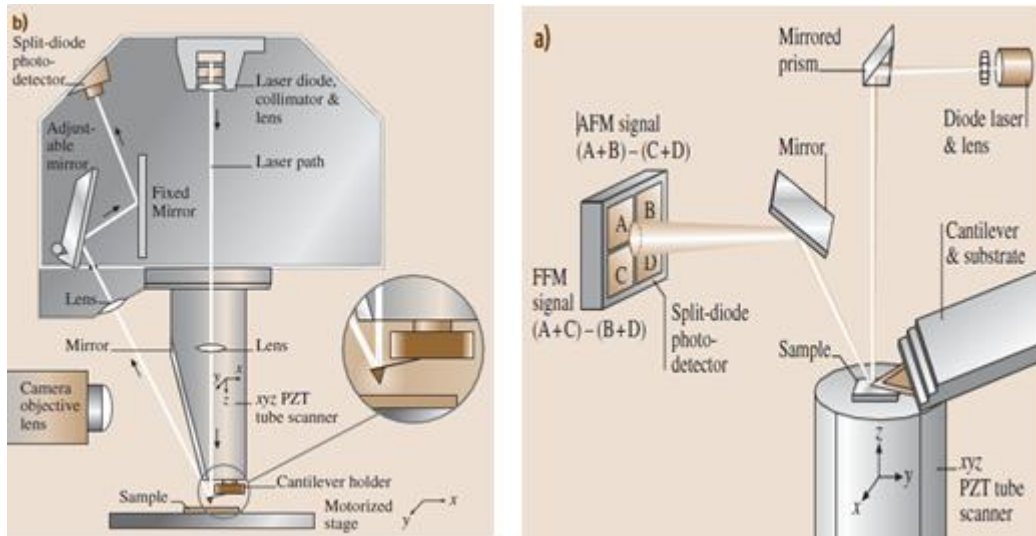 b)
Split-diode
photo-
detector
Laser diode,
collimator &
lens
Adjust-
able
mirror
Laser path
Fixed
Mirror
Lens
Mirror
Lens
y x
z
xyz PZT
tube scanner
Camera
objective
lens
Cantilever holder
Sample
Motorized
stage
x
y
a)
Mirrored
prism
AFM signal
(A+B)–(C+D)
Diode laser
& lens
Mirror
A B
C D
Cantilever
& substrate
FFM
signal
(A+C)–(B+D)
Split-diode
photo-
detector
Sample
z
y
x
xyz
PZT tube
scanner